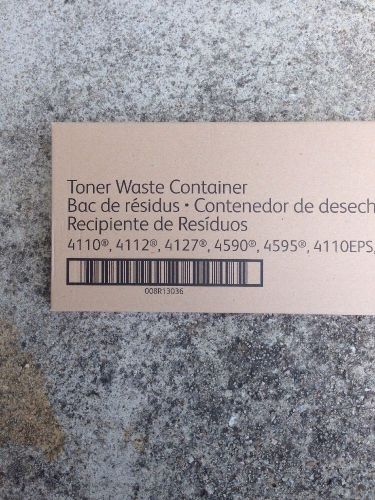 Toner Waste Container
Bac de résidus • Contenedor de desech
Recipiente de Resíduos
4110®, 4112®, 4127®, 4590®, 4595®, 4110EPS,
008R13036